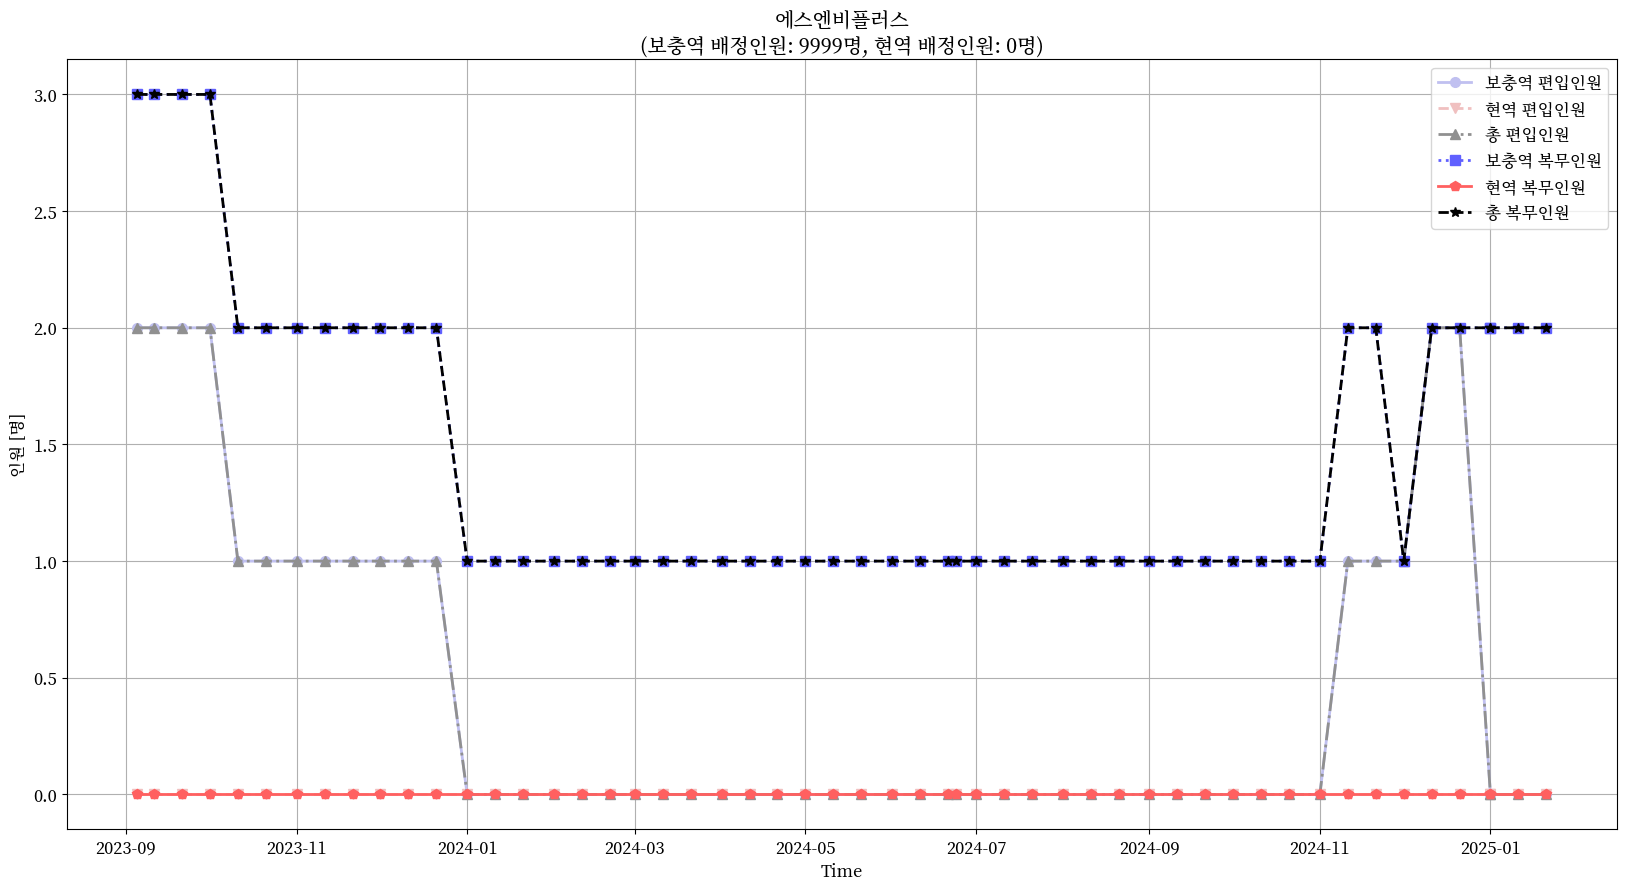 에스엔비플러스
(보충역 배정인원: 9999명, 현역 배정인원: 0명)
보충역 편입인원
현역 편입인원
총 편입인원
보충역 복무인원
현역 복무인원
총 복무인원
3.0
2.5
2.0
1.5
1.0
0.5
0.0
인원 [명]
2023-09
2023-11
2024-01
2024-03
2024-05
2024-07
2024-09
2024-11
2025-01
Time